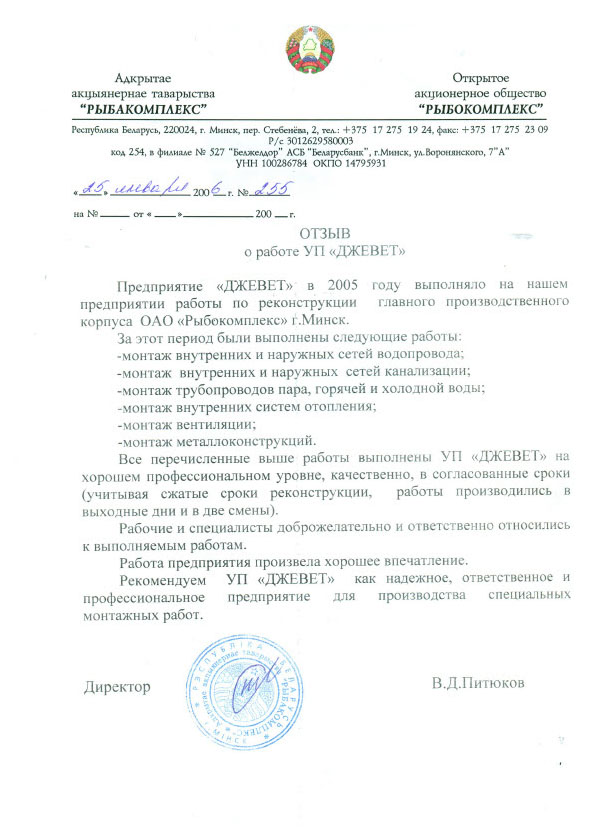 Адкрытае
акцыянернае таварыства
"РЫБАКОМПЛЕКС"
Открытое
акционерное общество
"РЫБОКОМПЛЕКС"
Республика Беларусь, 220024, г. Минск, пер. Стебенёва, 2, тел.: +375 17 275 19 24, факс: +375 17 275 23 09
Р/с 3012629580003
код 254, в филиале № 527 "Белжелдор" АСБ "Беларусбанк", г.Минск, ул.Воронянского, 7"А"
УНН 100286784 ОКПО 14795931
«25» января 2006 г. № 255
на № ____ от «____»____________200__ г.
ОТЗЫВ
о работе УП «ДЖЕВЕТ»
Предприятие «ДЖЕВЕТ» в 2005 году выполняло на нашем
предприятии работы по реконструкции главного производственного
корпуса ОАО «Рыбокомплекс» г.Минск.
За этот период были выполнены следующие работы:
-монтаж внутренних и наружных сетей водопровода;
-монтаж внутренних и наружных сетей канализации;
-монтаж трубопроводов пара, горячей и холодной воды;
-монтаж внутренних систем отопления;
-монтаж вентиляции;
-монтаж металлоконструкций.
Все перечисленные выше работы выполнены УП «ДЖЕВЕТ» на
хорошем профессиональном уровне, качественно, в согласованные сроки
(учитывая сжатые сроки реконструкции, работы производились в
выходные дни и в две смены).
Рабочие и специалисты доброжелательно и ответственно относились
к выполняемым работам.
Работа предприятия произвела хорошее впечатление.
Рекомендуем УП «ДЖЕВЕТ» как надежное, ответственное и
профессиональное предприятие для производства специальных
монтажных работ.
Директор
В.Д.Питюков
РЭСПУБЛІКА БЕЛАРУСЬ
Г. МІНСК
Адкрытае акцыянернае таварыства
"РЫБАКОМПЛЕКС"